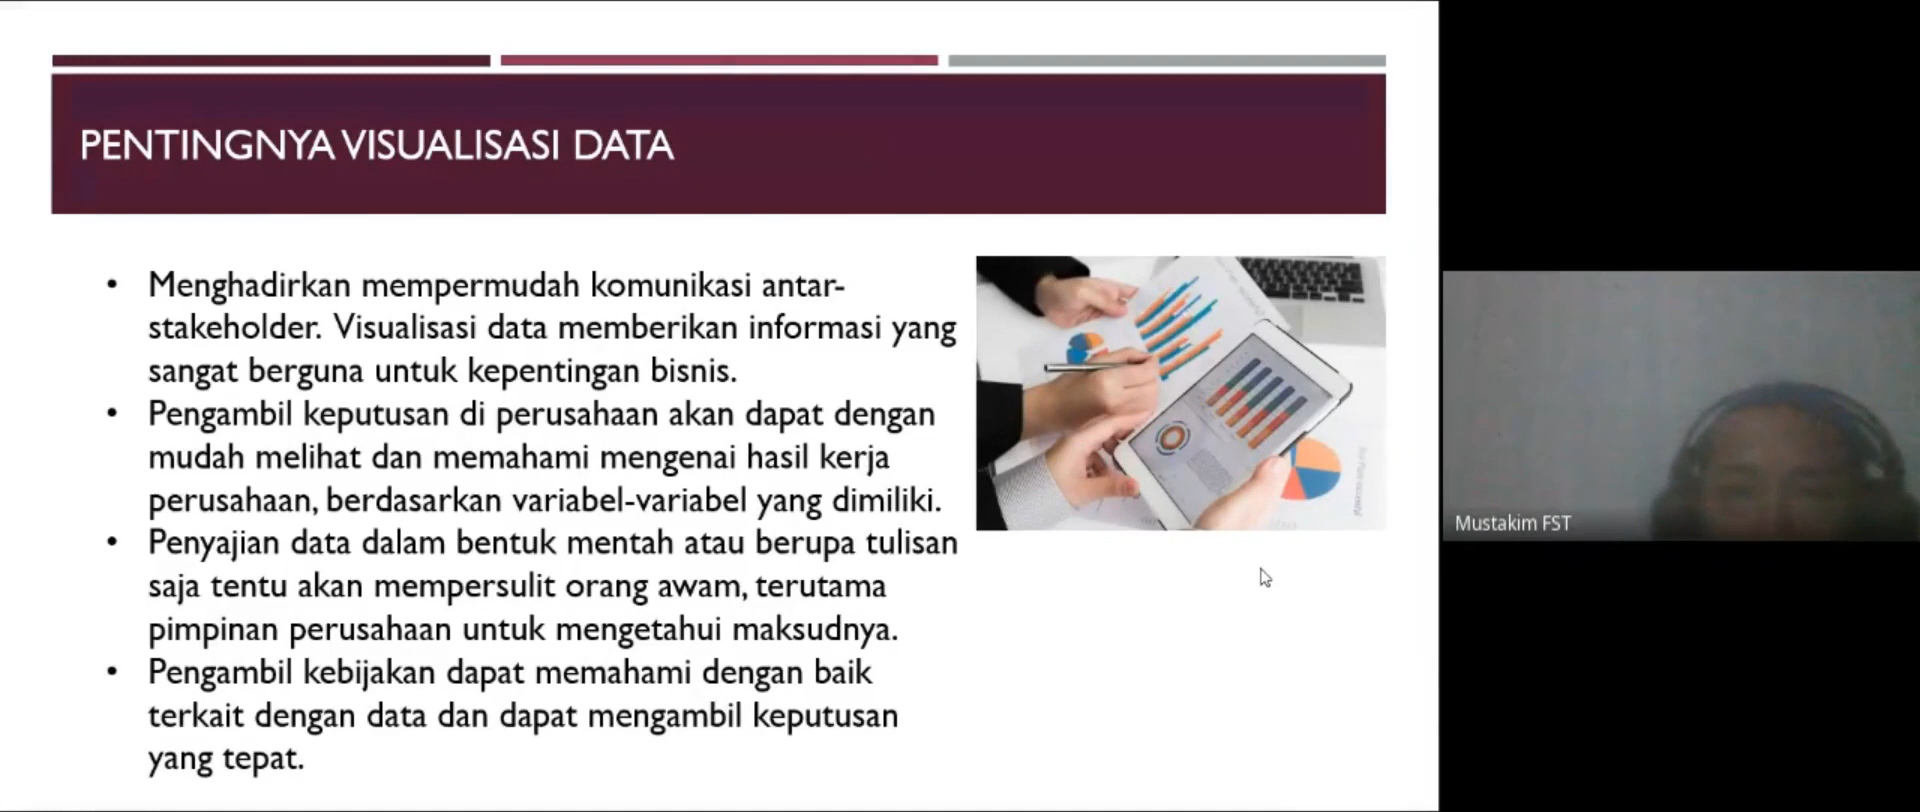 PENTINGNYA VISUALISASI DATA
• Menghadirkan mempermudah komunikasi antar-
stakeholder. Visualisasi data memberikan informasi yang
sangat berguna untuk kepentingan bisnis.
• Pengambil keputusan di perusahaan akan dapat dengan
mudah melihat dan memahami mengenai hasil kerja
perusahaan, berdasarkan variabel-variabel yang dimiliki.
• Penyajian data dalam bentuk mentah atau berupa tulisan
saja tentu akan mempersulit orang awam, terutama
pimpinan perusahaan untuk mengetahui maksudnya.
• Pengambil kebijakan dapat memahami dengan baik
terkait dengan data dan dapat mengambil keputusan
yang tepat.
Mustakim FST